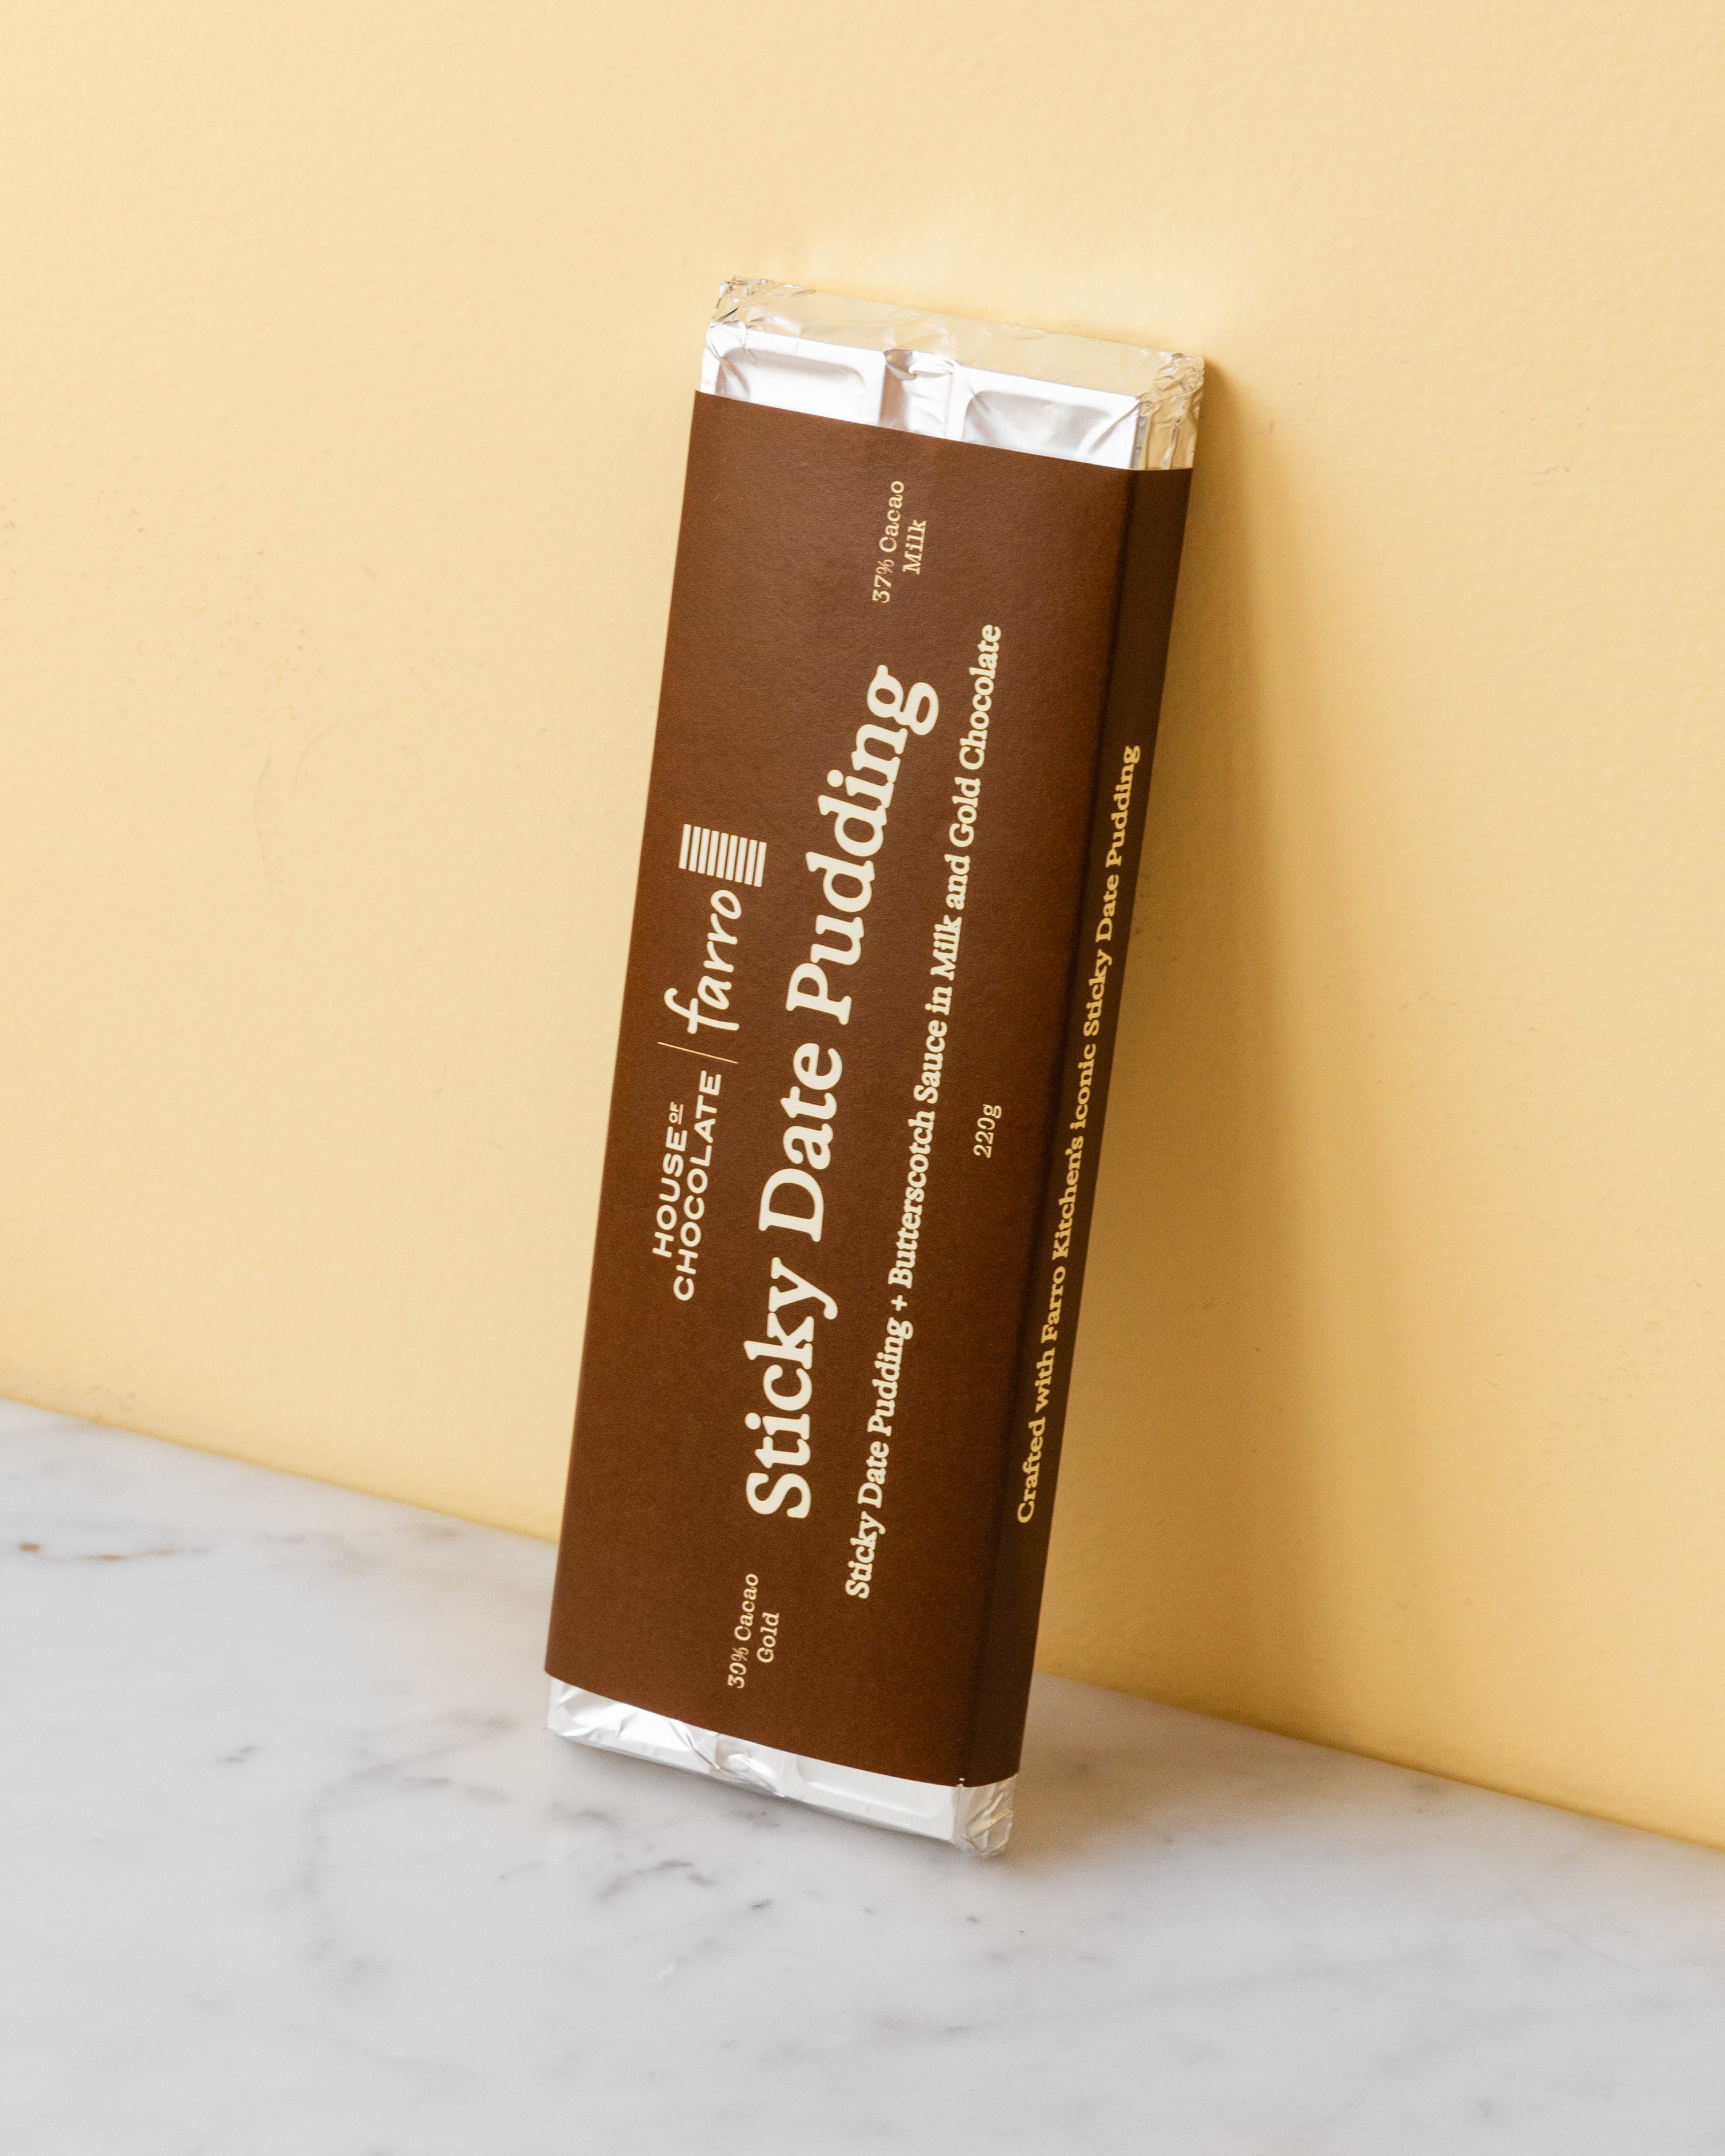 HOUSE OF
CHOCOLATE
farro
Sticky Date Pudding
30% Cacao
Gold
37% Cacao
Milk
Sticky Date Pudding + Butterscotch Sauce in Milk and Gold Chocolate
220g
Crafted with Farro Kitchen's iconic Sticky Date Pudding